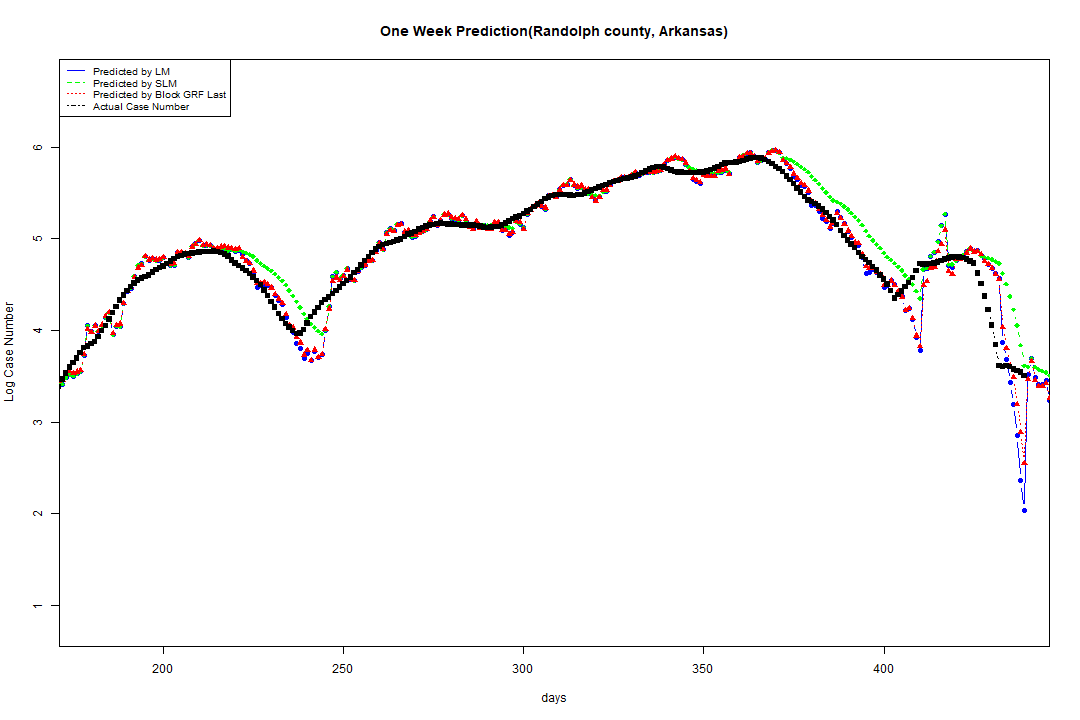 One Week Prediction(Randolph county, Arkansas)
Predicted by LM
Predicted by SLM
Predicted by Block GRF Last
Actual Case Number
Log Case Number
6
5
4
3
2
1
200 250 300 350 400
days